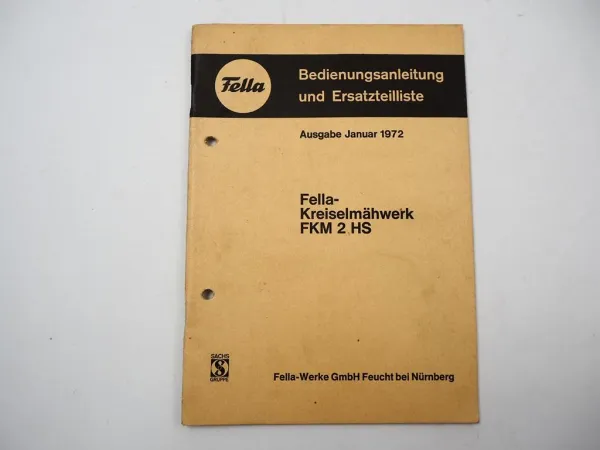 Fella
Bedienungsanleitung
und Ersatzteilliste
Ausgabe Januar 1972
Fella-
Kreiselmähwerk
FKM 2 HS
SACHS
S
GRUPPE
Fella-Werke GmbH Feucht bei Nürnberg